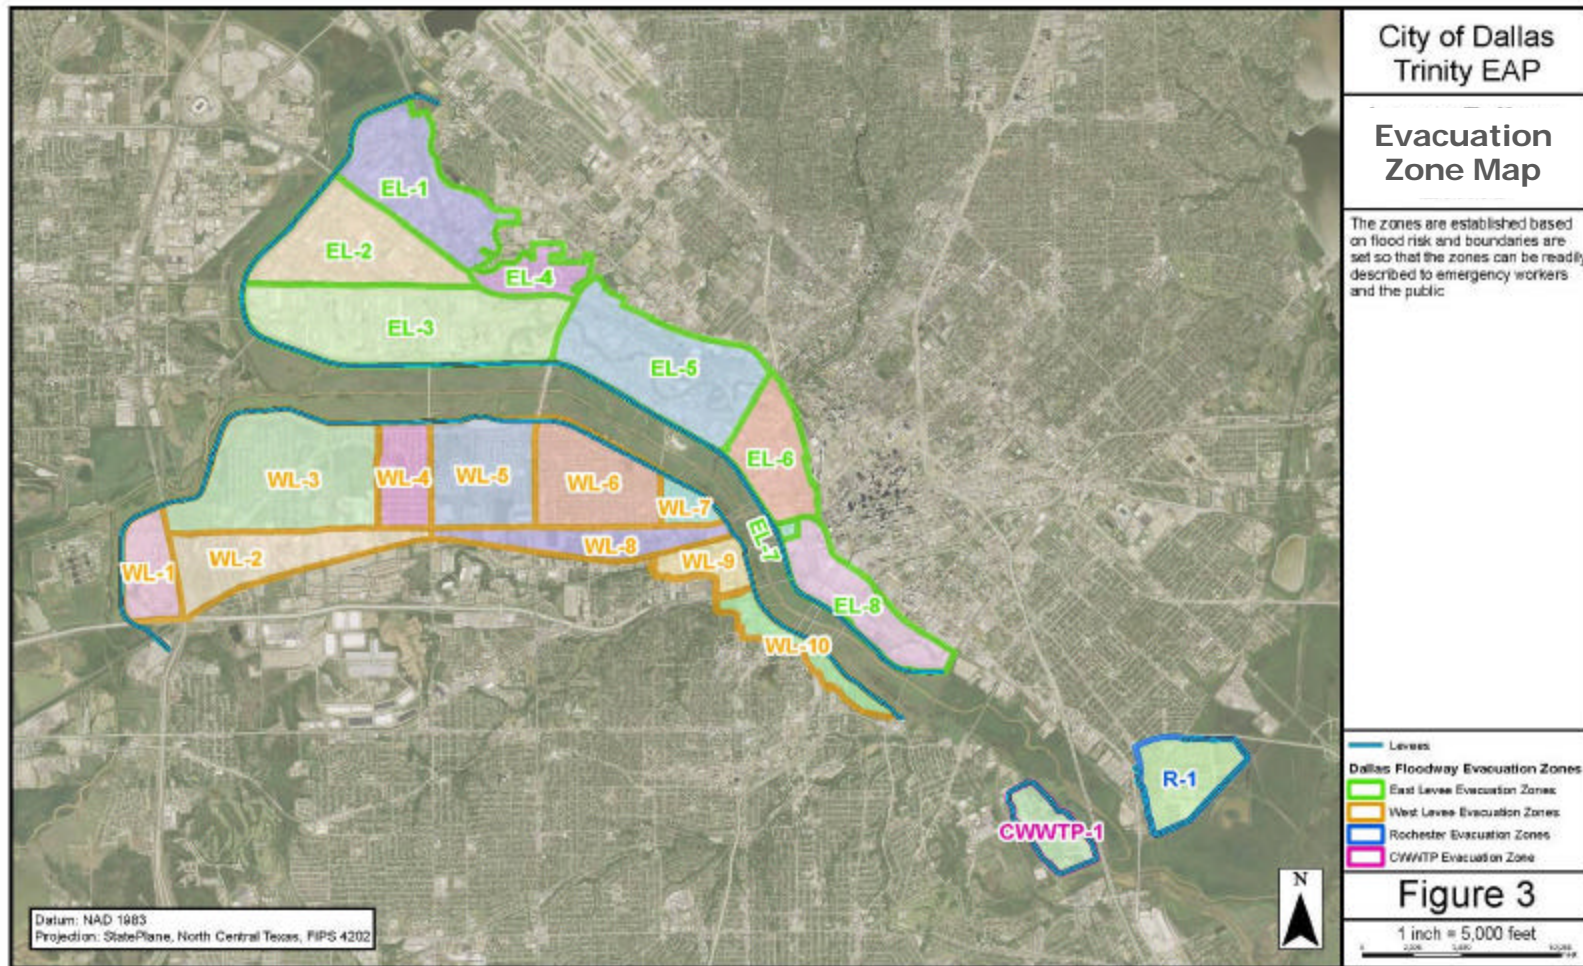 City of Dallas
Trinity EAP
Evacuation
Zone Map
The zones are established based
on flood risk and boundaries are
set so that the zones can be readily
described to emergency workers
and the public
EL-1
EL-2
EL-4
EL-3
EL-5
EL-6
EL-7
EL-8
WL-3
WL-4
WL-5
WL-6
WL-7
WL-1
WL-2
WL-8
WL-9
WL-10
R-1
CWWTP-1
Levees
Dallas Floodway Evacuation Zones
East Levee Evacuation Zones
West Levee Evacuation Zones
Rochester Evacuation Zones
CWWTP Evacuation Zone
N
Figure 3
1 inch = 5,000 feet
Datum: NAD 1983
Projection: StatePlane, North Central Texas, FIPS 4202